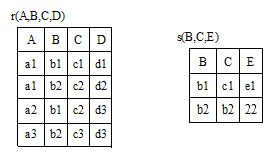 r(A,B,C,D)
A B C D
a1 b1 c1 d1
a1 b2 c2 d2
a2 b1 c2 d3
a3 b2 c3 d3
s(B,C,E)
B C E
b1 c1 e1
b2 b2 22